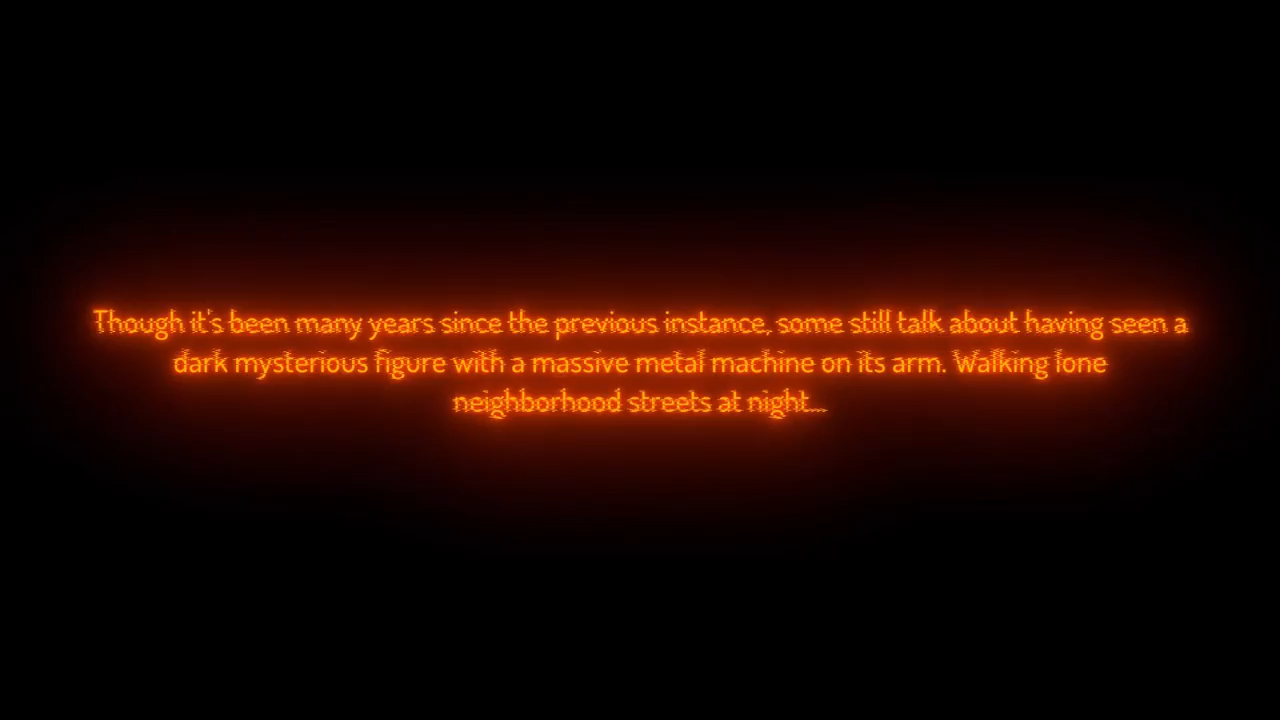 Though it's been many years since the previous instance, some still talk about having seen a
dark mysterious figure with a massive metal machine on its arm. Walking lone
neighborhood streets at night...